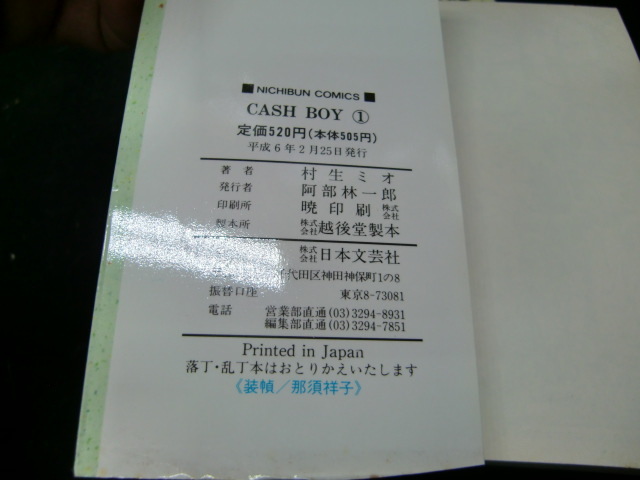 ■ NICHIBUN COMICS ■
CASH BOY ①
定価520円(本体505円)
平成6年2月25日発行
著者 村生ミオ
発行者 阿部林一郎
印刷所 暁印刷 株式会社
製本所 株式会社 越後堂製本
株式会社 日本文芸社
千代田区神田神保町1の8
振替口座 東京8-73081
電話 営業部直通(03)3294-8931
編集部直通(03)3294-7851
Printed in Japan
落丁・乱丁本はおとりかえいたします
《装幀/那須祥子》